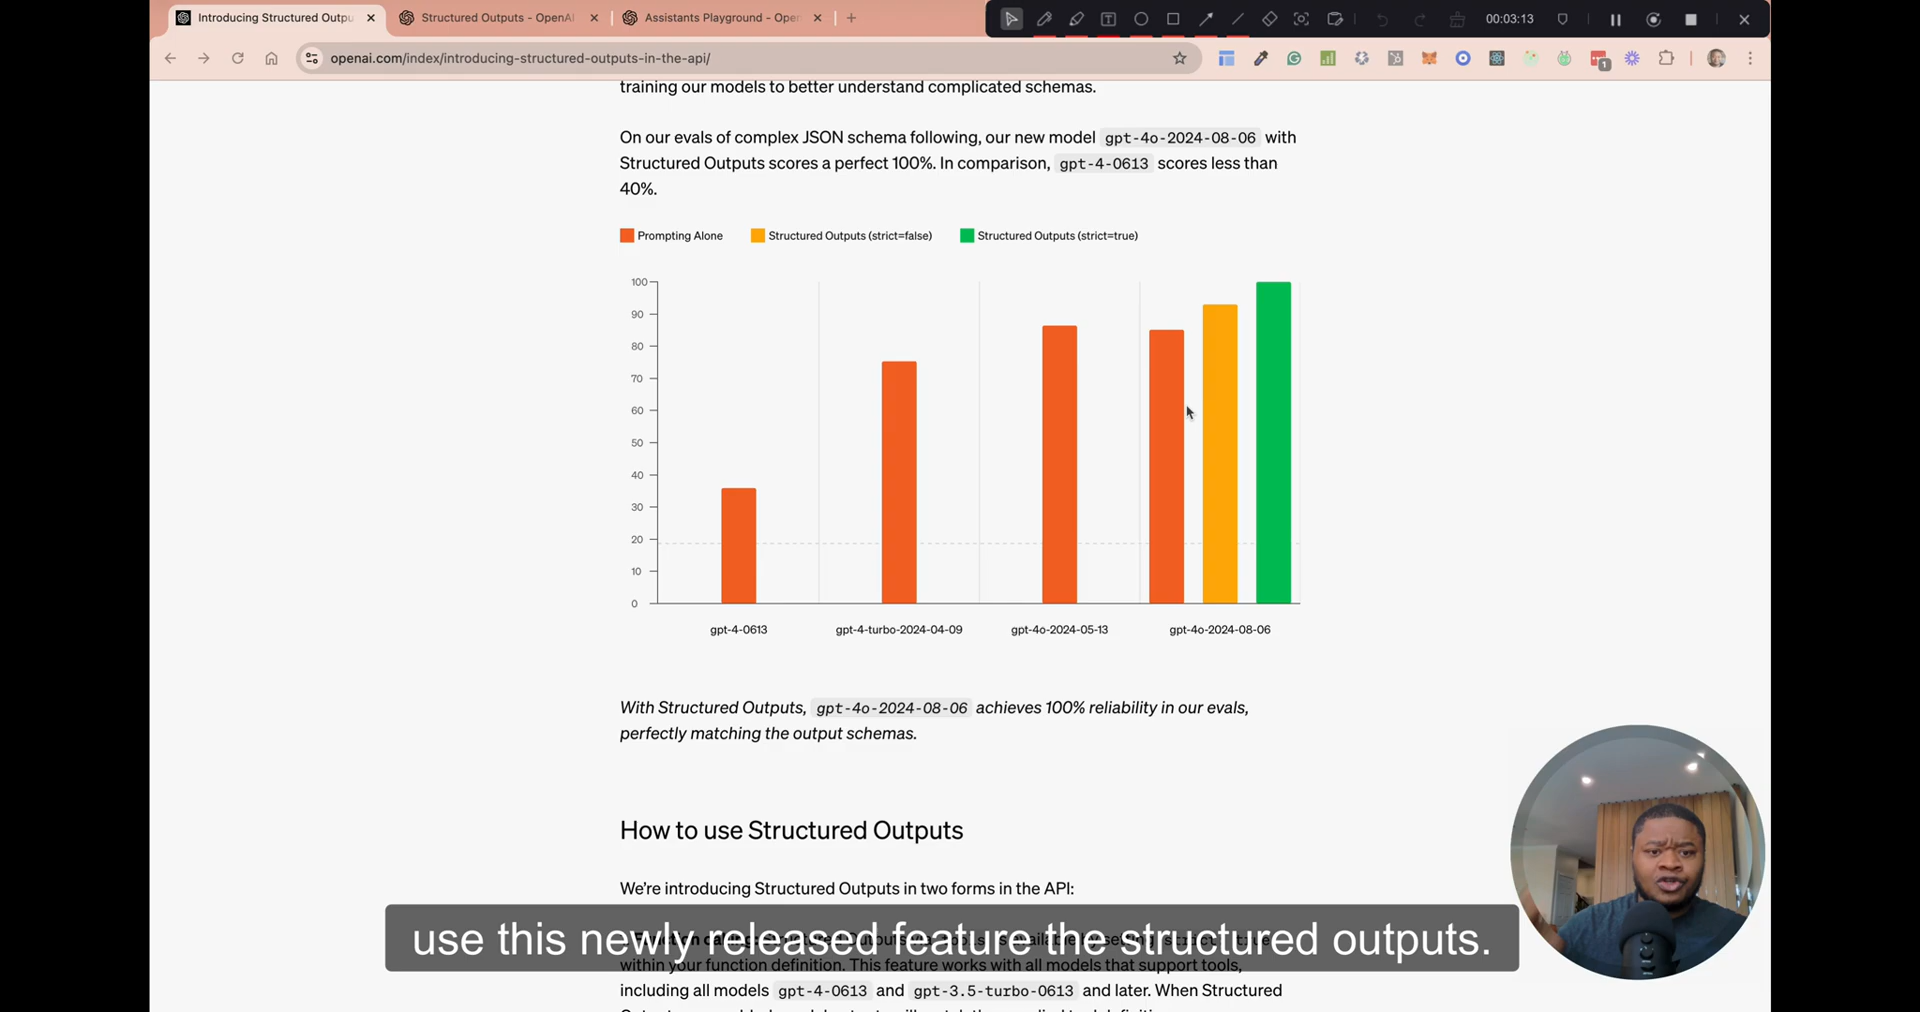 Introducing Structured Outpu
Structured Outputs - OpenAI
Assistants Playground - Open
00:03:13
openai.com/index/introducing-structured-outputs-in-the-api/
1
training our models to better understand complicated schemas.
On our evals of complex JSON schema following, our new model gpt-4o-2024-08-06 with
Structured Outputs scores a perfect 100%. In comparison, gpt-4-0613 scores less than
40%.
Prompting Alone
Structured Outputs (strict=false)
Structured Outputs (strict=true)
100
90
80
70
60
50
40
30
20
10
0
gpt-4-0613
gpt-4-turbo-2024-04-09
gpt-4o-2024-05-13
gpt-4o-2024-08-06
With Structured Outputs, gpt-4o-2024-08-06 achieves 100% reliability in our evals,
perfectly matching the output schemas.
How to use Structured Outputs
We're introducing Structured Outputs in two forms in the API:
use this newly released feature the structured outputs.
within your function definition. This feature works with all models that support tools,
including all models gpt-4-0613 and gpt-3.5-turbo-0613 and later. When Structured